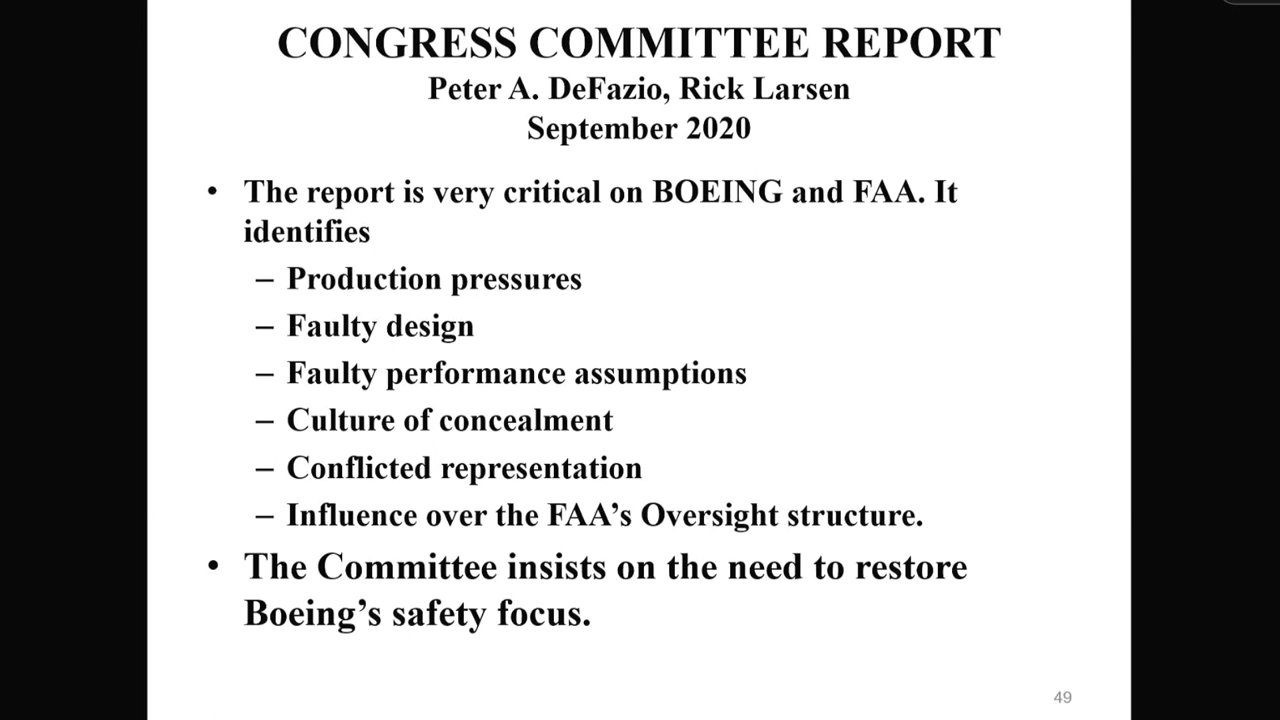 CONGRESS COMMITTEE REPORT
Peter A. DeFazio, Rick Larsen
September 2020
• The report is very critical on BOEING and FAA. It
identifies
– Production pressures
– Faulty design
– Faulty performance assumptions
– Culture of concealment
– Conflicted representation
– Influence over the FAA’s Oversight structure.
• The Committee insists on the need to restore
Boeing’s safety focus.
49